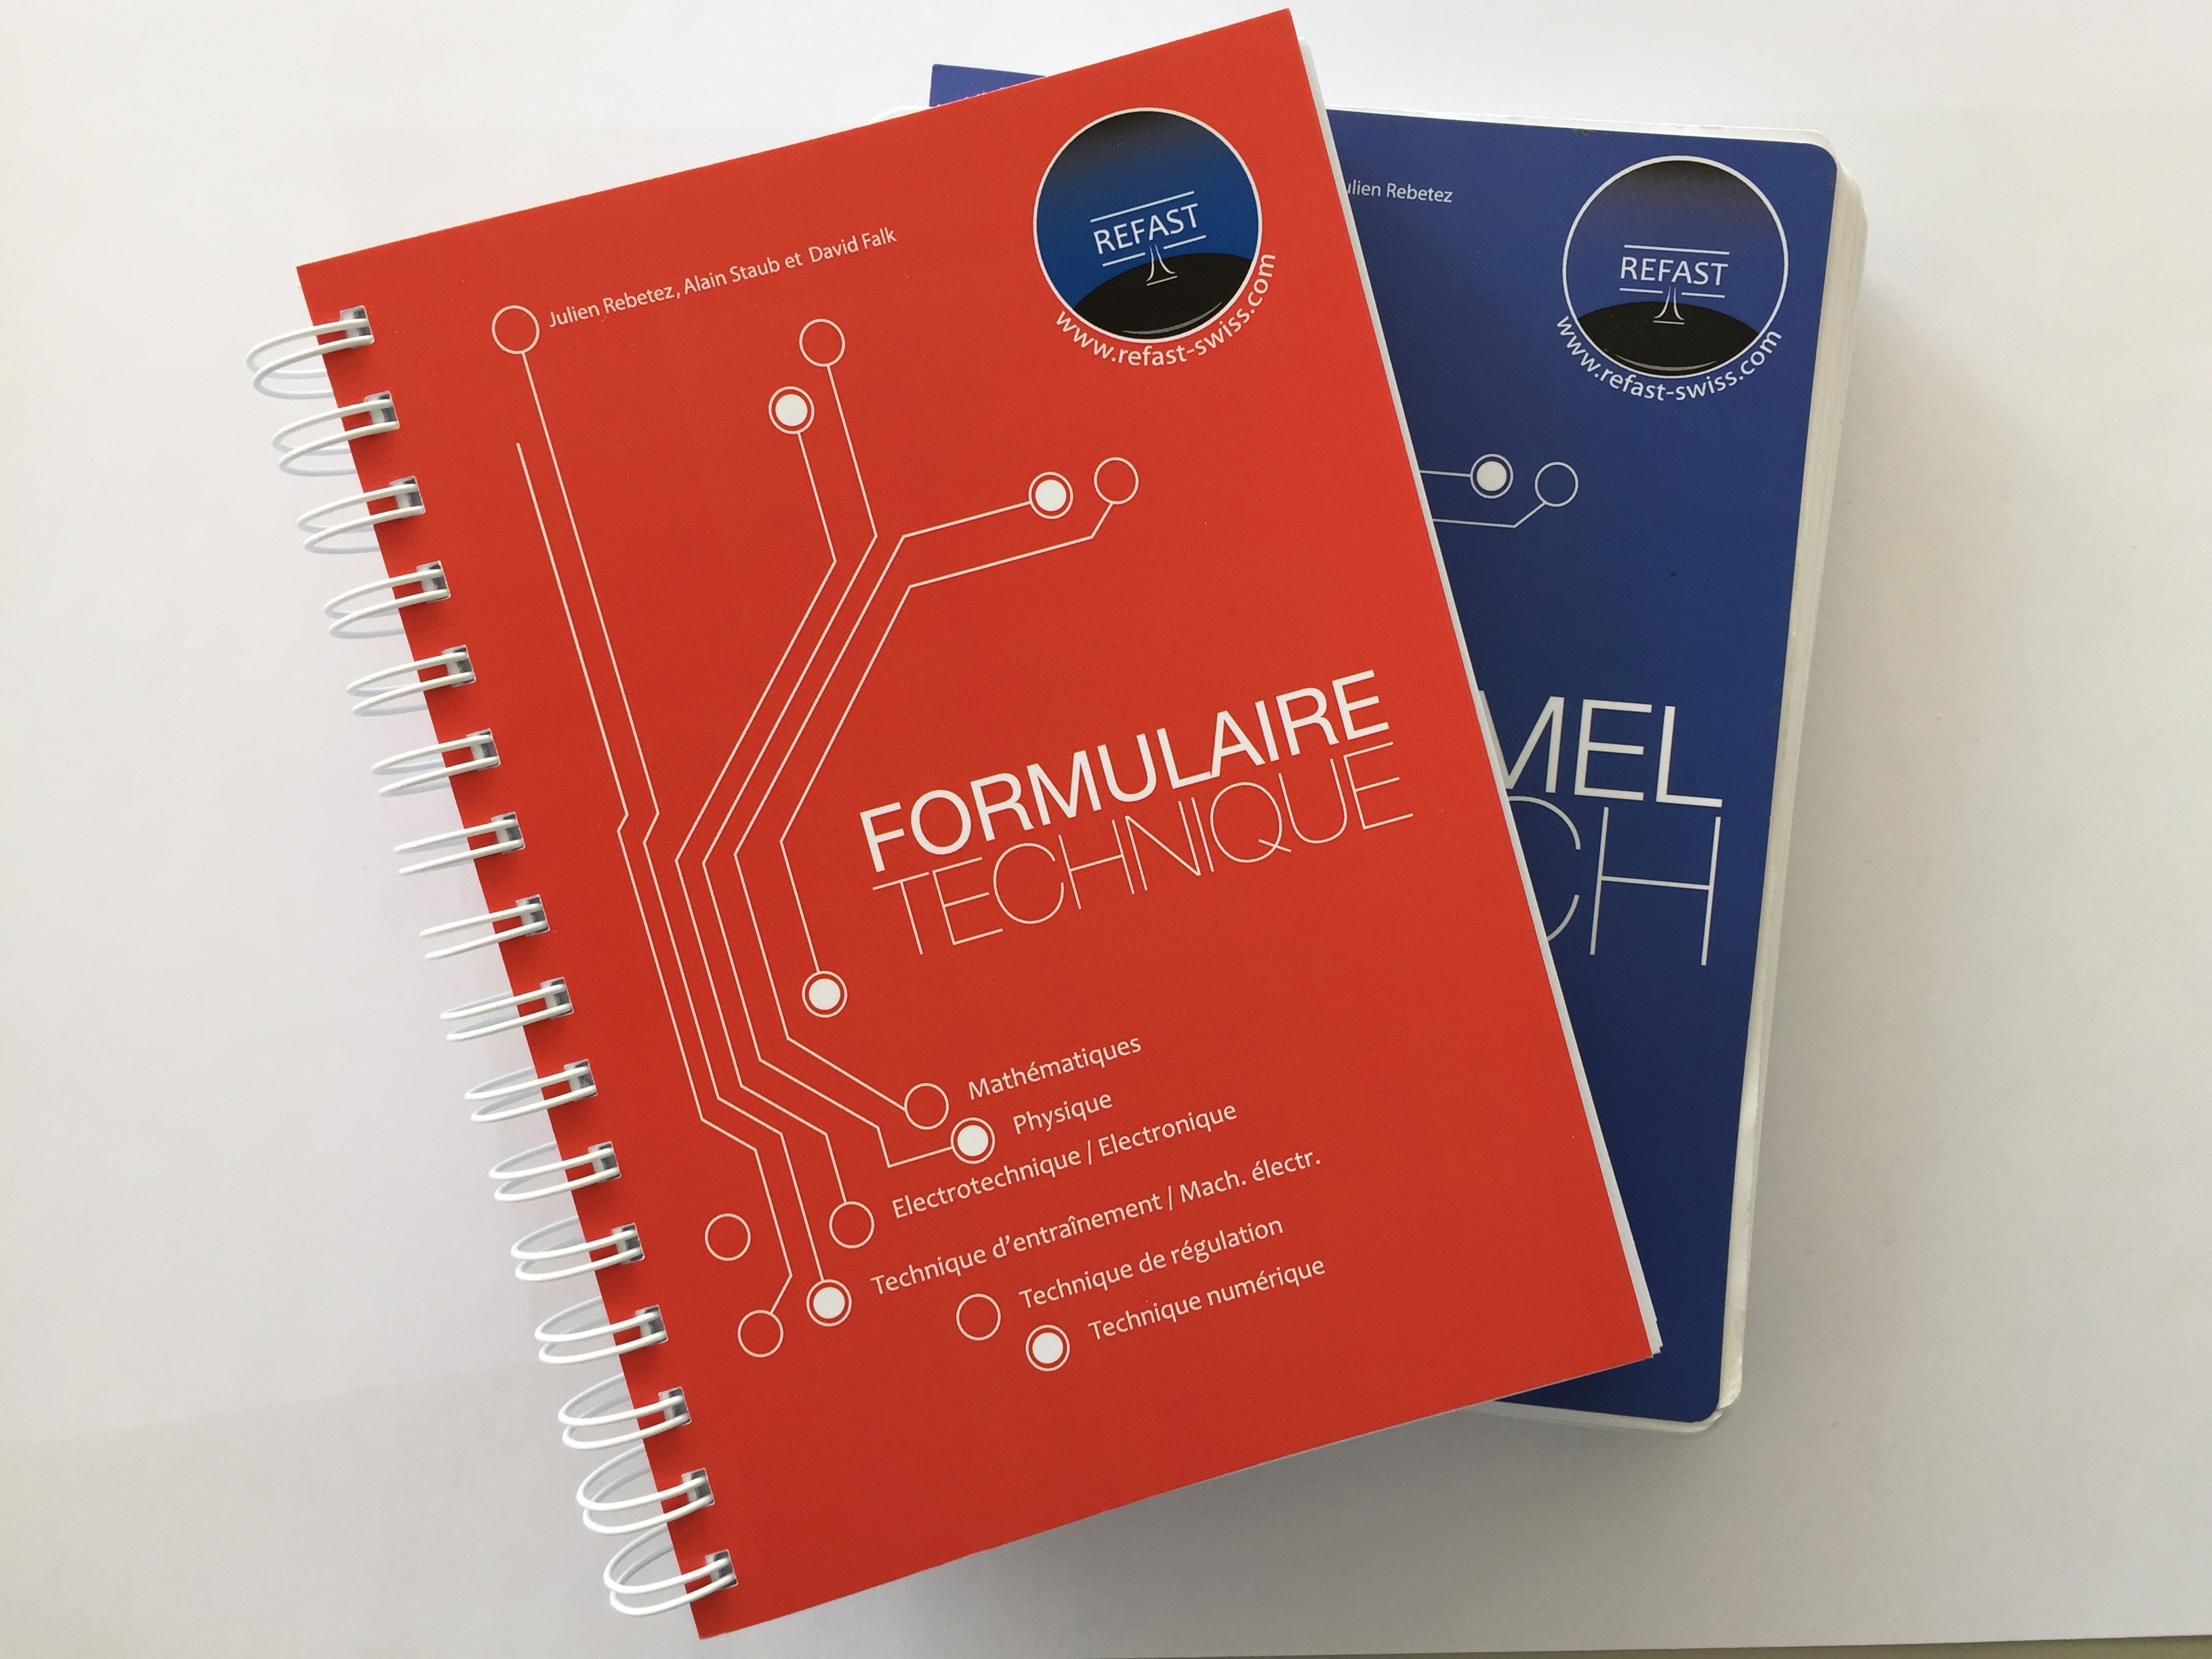 Julien Rebetez, Alain Staub et David Falk
REFAST
www.refast-swiss.com
FORMULAIRE
TECHNIQUE
Mathématiques
Physique
Electrotechnique / Electronique
Technique d'entraînement / Mach. électr.
Technique de régulation
Technique numérique
ulien Rebetez
REFAST
www.refast-swiss.com
MEL
CH